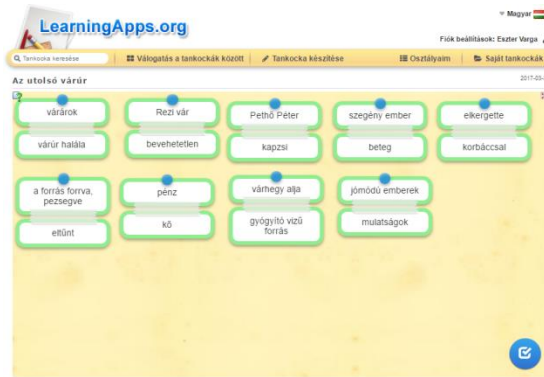 Magyar
LearningApps.org
Fiók beállítások: Eszter Varga
Tankocka keresése
Válogatás a tankockák között
Tankocka készítése
Osztályaim
Saját tankockák
Az utolsó várúr
2017-03-
várárok
Rezi vár
Pethő Péter
szegény ember
elkergette
várúr halála
bevehetetlen
kapzsi
beteg
korbáccsal
a forrás forrva,
pezsegve
pénz
várhegy alja
jómódú emberek
eltűnt
kő
gyógyító vizű
forrás
mulatságok